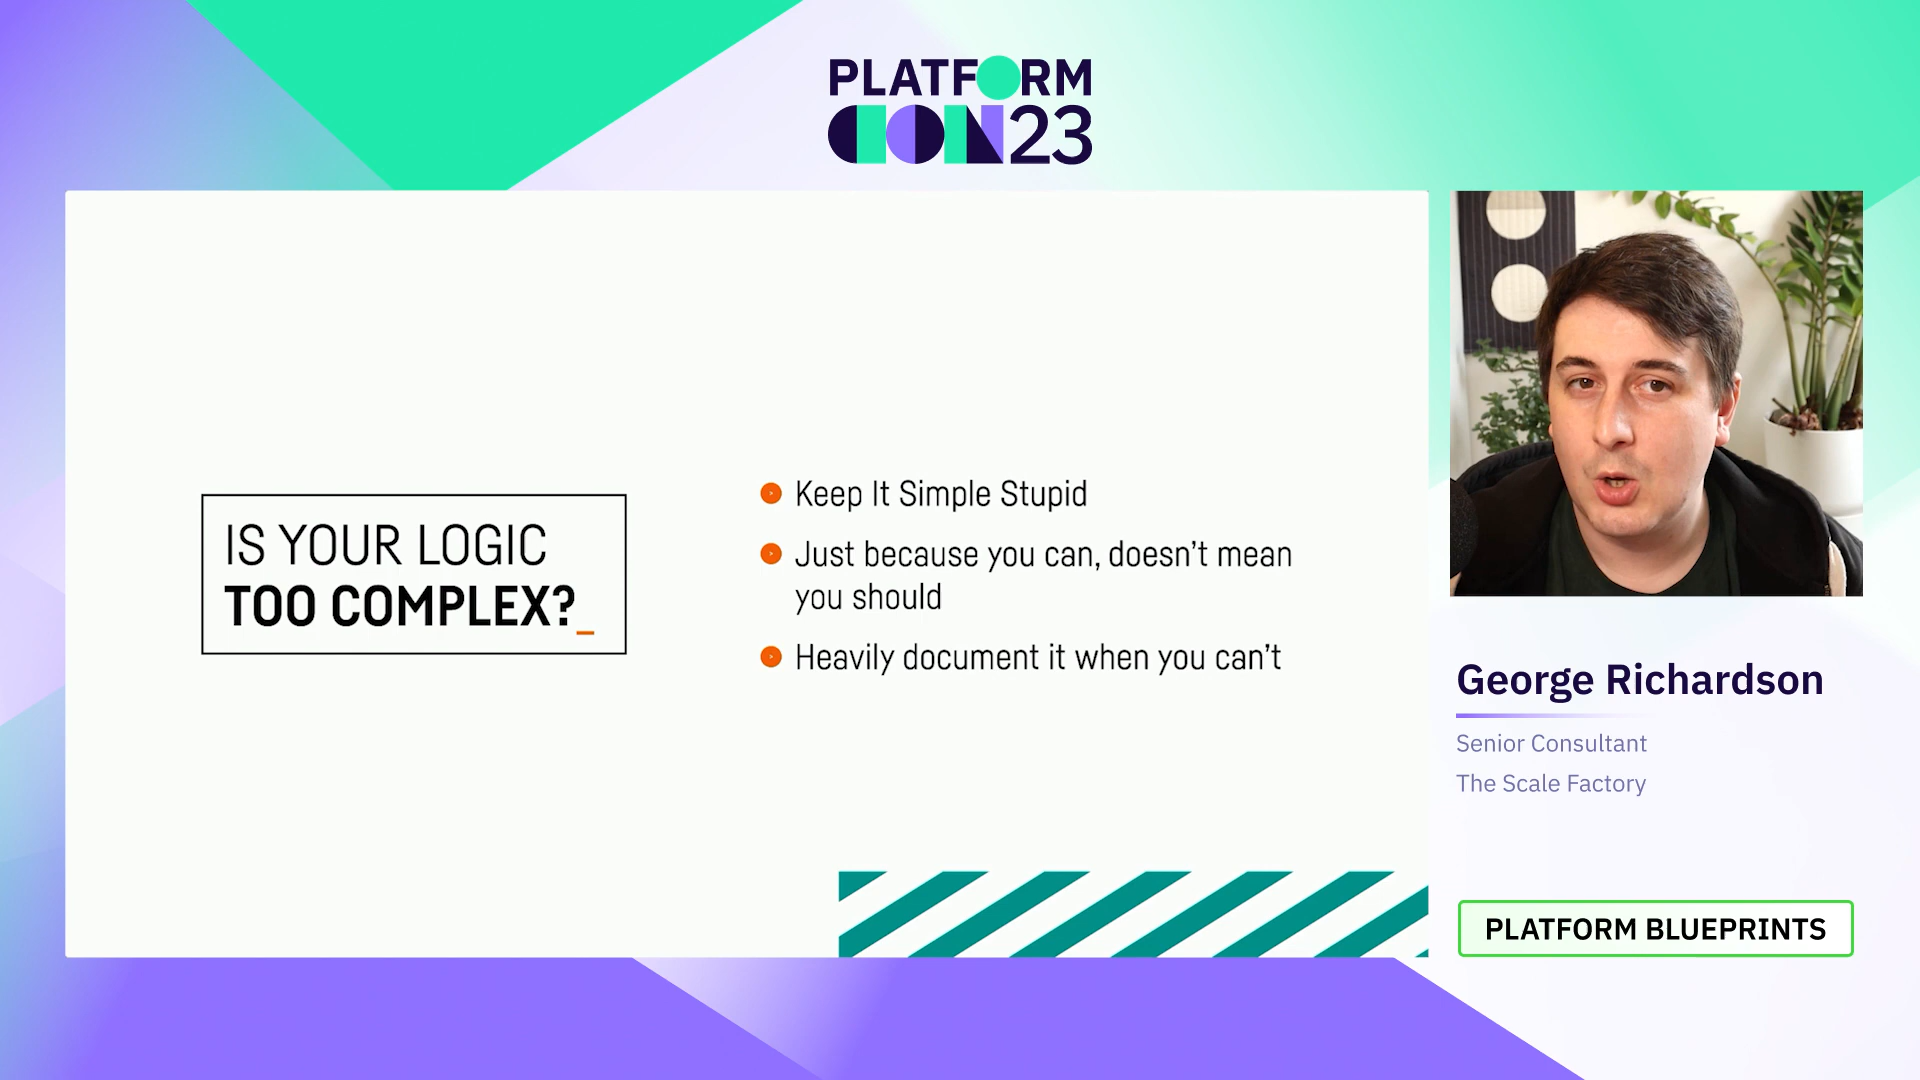 PLATFORM
CON23
IS YOUR LOGIC
TOO COMPLEX?_
Keep It Simple Stupid
Just because you can, doesn’t mean
you should
Heavily document it when you can’t
George Richardson
Senior Consultant
The Scale Factory
PLATFORM BLUEPRINTS